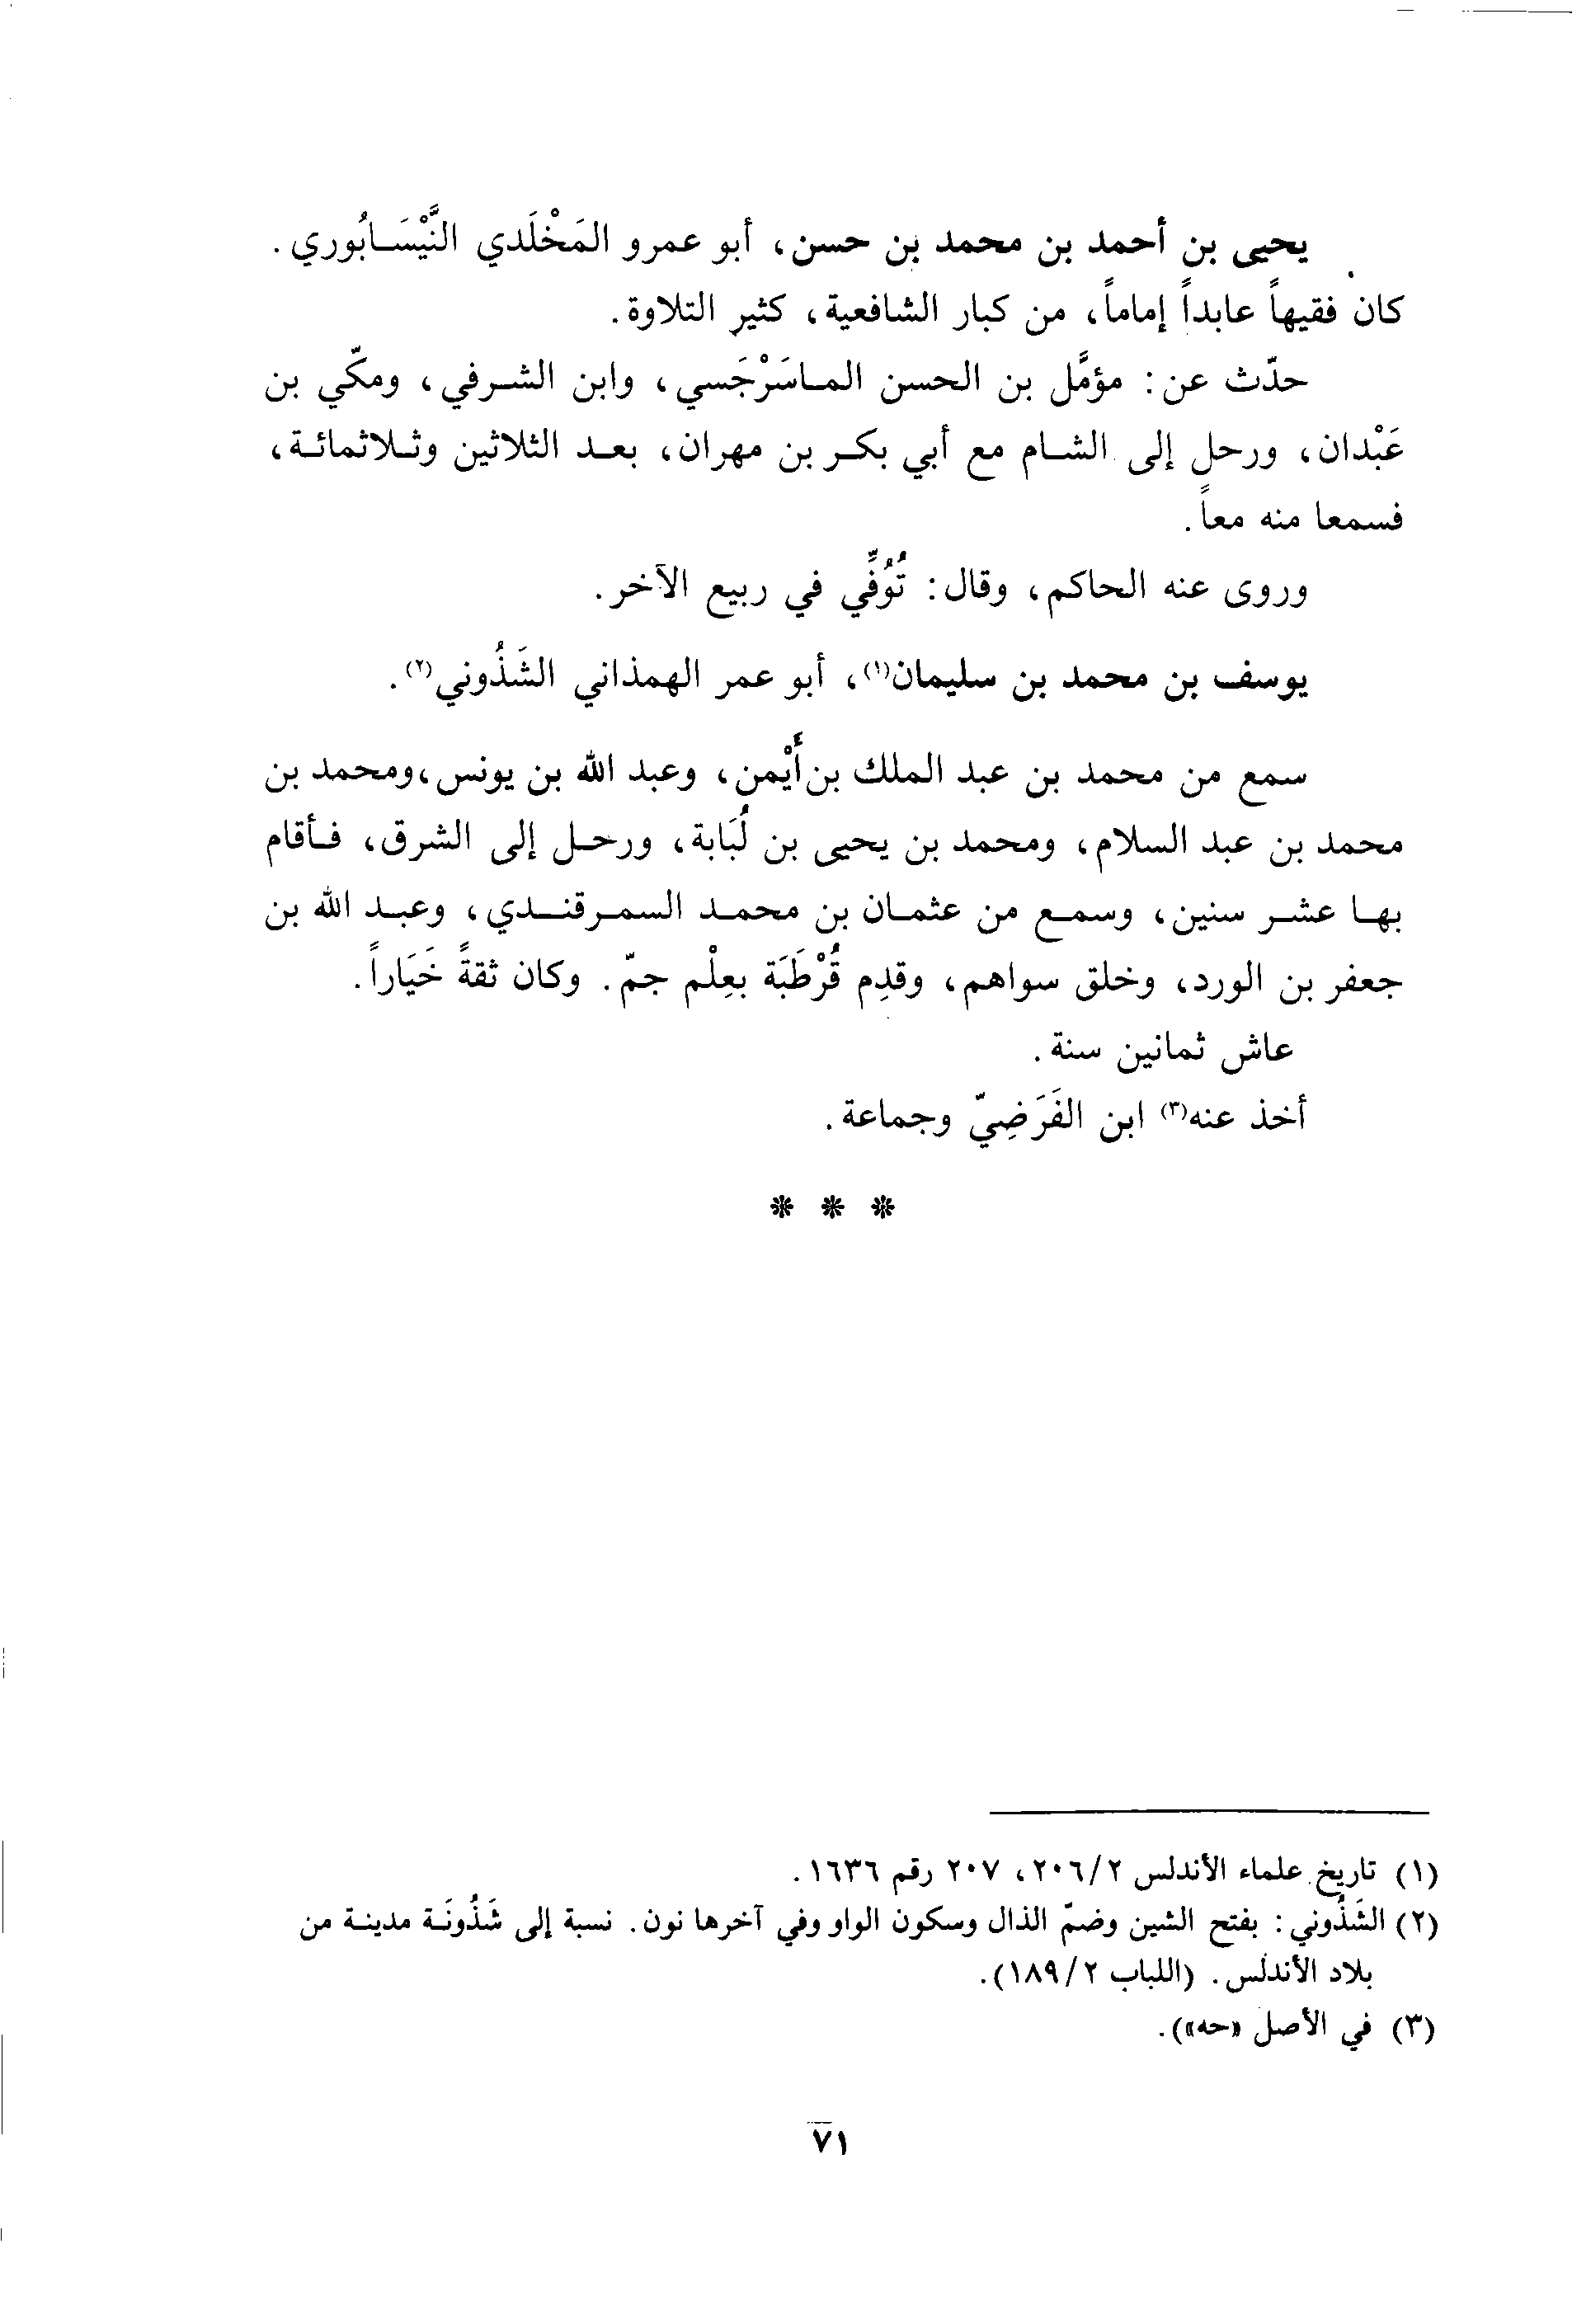 يحيى بن أحمد بن محمد بن حسن، أبو عمرو المَخْلَدي النَّيْسَابُوري.
كان فقيهاً عابداً إماماً، من كبار الشافعية، كثير التلاوة.
حدّث عن: مؤمَّل بن الحسن الماسَرْجَسي، وابن الشرفي، ومكّي بن
عَبْدان، ورحل إلى الشام مع أبي بكر بن مهران، بعد الثلاثين وثلاثمائة،
فسمعا منه معاً.
وروى عنه الحاكم، وقال: تُوُفِّي في ربيع الآخر.
يوسف بن محمد بن سليمان(١)، أبو عمر الهمذاني الشَذُوني(٢).
سمع من محمد بن عبد الملك بن أَيْمن، وعبد الله بن يونس، ومحمد بن
محمد بن عبد السلام، ومحمد بن يحيى بن لُبَابة، ورحل إلى الشرق، فأقام
بها عشر سنين، وسمع من عثمان بن محمد السمرقندي، وعبد الله بن
جعفر بن الورد، وخلق سواهم، وقدِم قُرْطَبَة بعِلْم جمّ. وكان ثقةً خَيَاراً.
عاش ثمانين سنة.
أخذ عنه(٣) ابن الفَرَضِيّ وجماعة.
* * *
(١) تاريخ علماء الأندلس ٢/٢٠٦، ٢٠٧ رقم ١٦٣٦.
(٢) الشَذُوني: بفتح الشين وضمّ الذال وسكون الواو وفي آخرها نون. نسبة إلى شَذُونَة مدينة من
بلاد الأندلس. (اللباب ٢/١٨٩).
(٣) في الأصل «حه»).
٧١